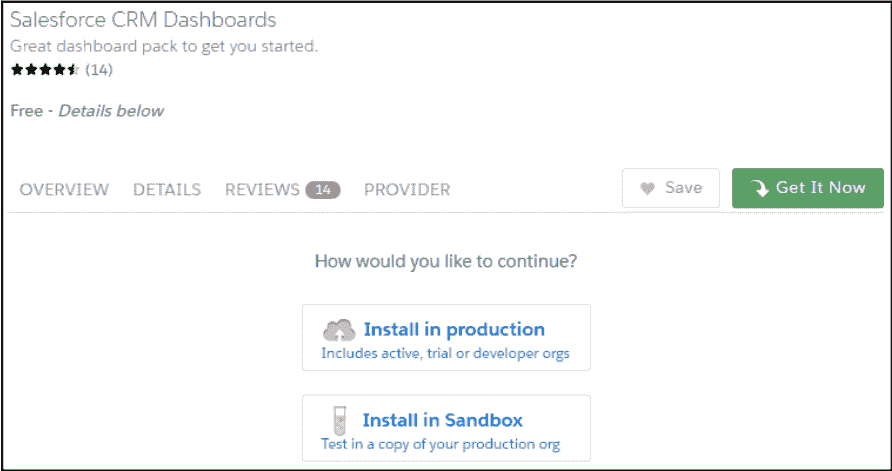 Salesforce CRM Dashboards
Great dashboard pack to get you started.
(14)
Free - Details below
OVERVIEW DETAILS REVIEWS 14 PROVIDER Save Get It Now
How would you like to continue?
Install in production
Includes active, trial or developer orgs
Install in Sandbox
Test in a copy of your production org